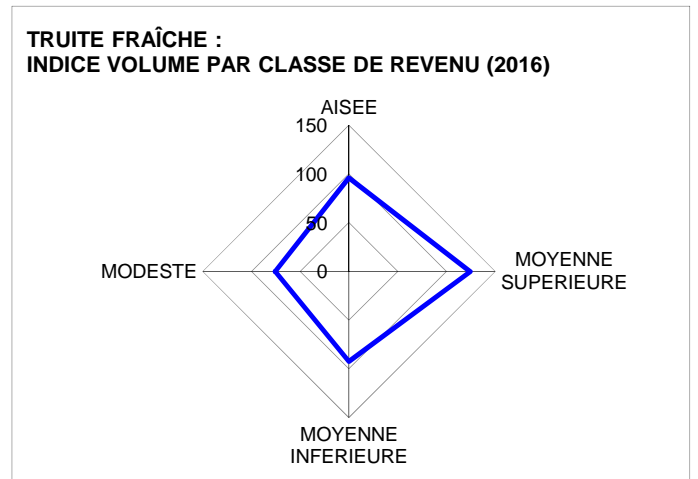 TRUITE FRAÎCHE :
INDICE VOLUME PAR CLASSE DE REVENU (2016)
AISEE
150
100
50
0
MODESTE
MOYENNE
SUPERIEURE
MOYENNE
INFERIEURE